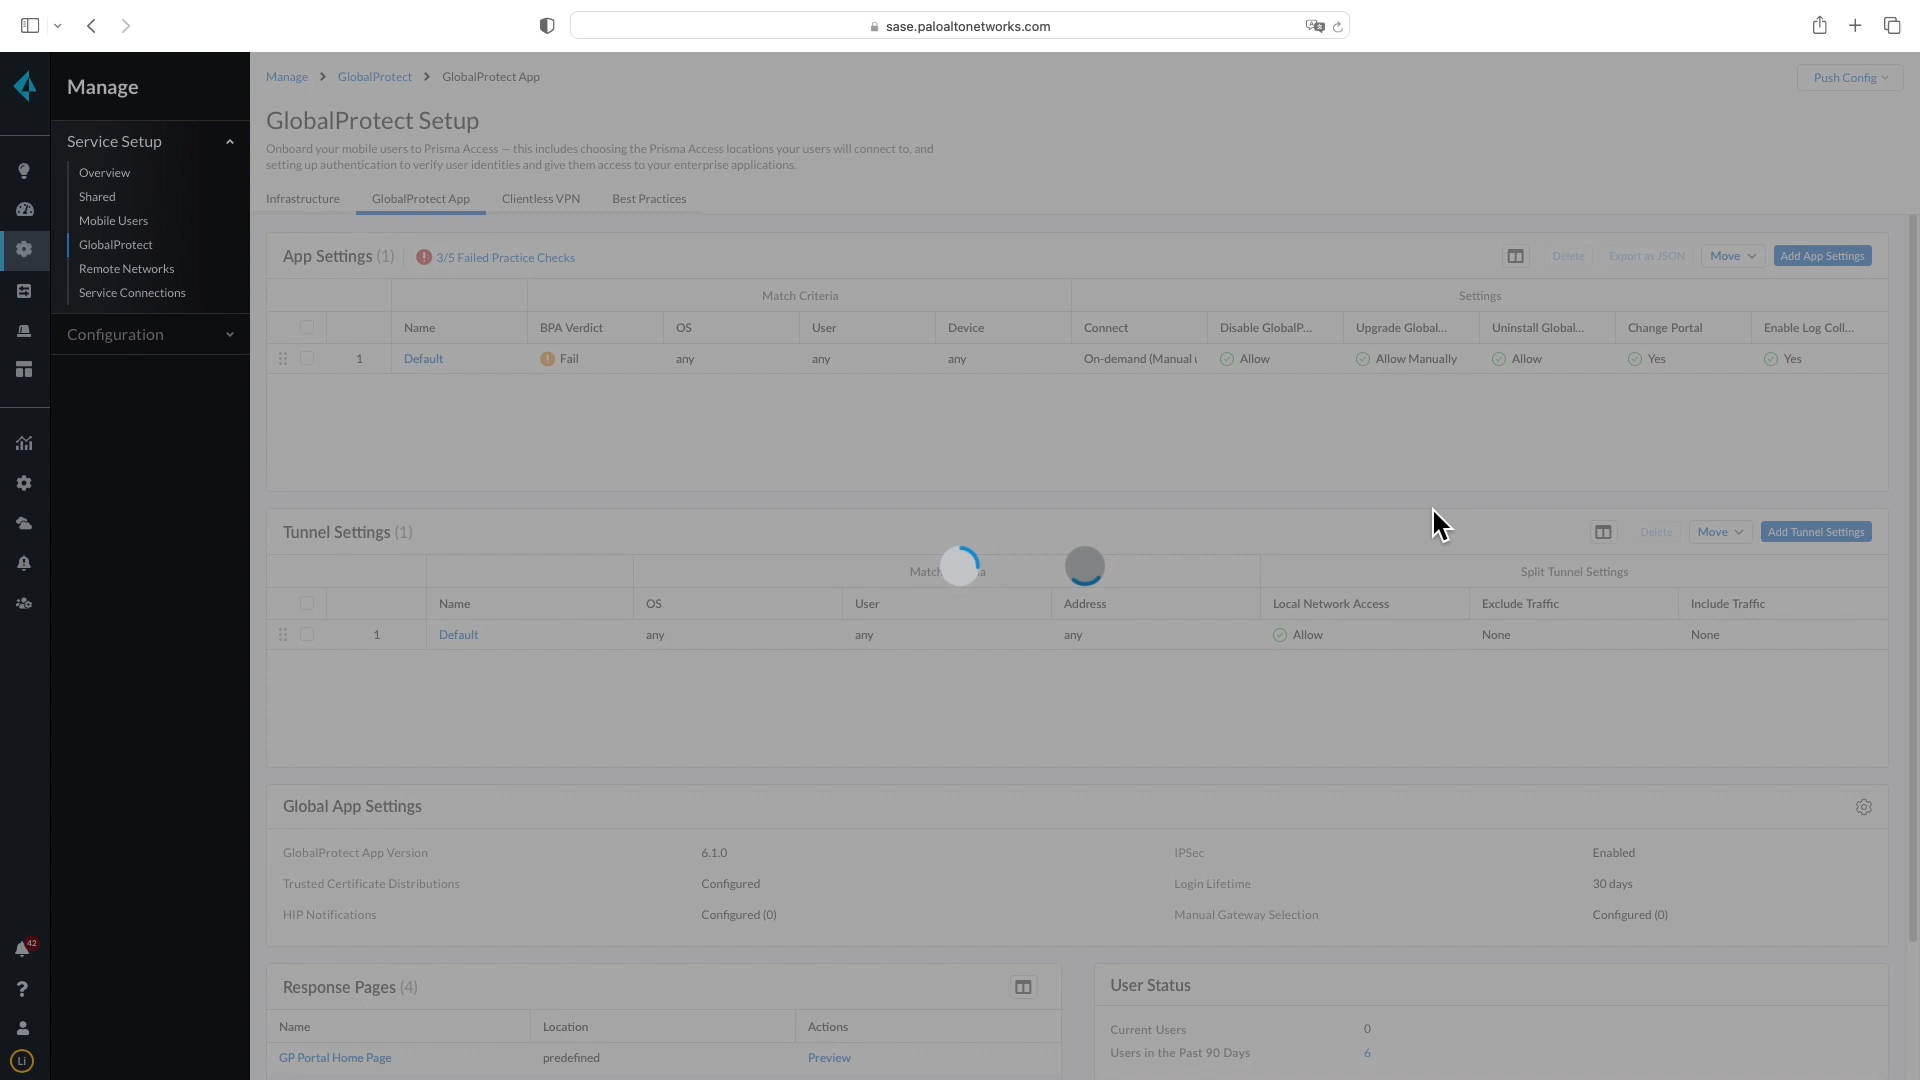 sase.paloaltonetworks.com
Manage
Service Setup
Overview
Shared
Mobile Users
GlobalProtect
Remote Networks
Service Connections
Configuration
42
Li
Manage > GlobalProtect > GlobalProtect App
Push Config
GlobalProtect Setup
Onboard your mobile users to Prisma Access — this includes choosing the Prisma Access locations your users will connect to, and
setting up authentication to verify user identities and give them access to your enterprise applications.
Infrastructure GlobalProtect App Clientless VPN Best Practices
App Settings (1) 3/5 Failed Practice Checks Delete Export as JSON Move Add App Settings
Match Criteria Settings
Name BPA Verdict OS User Device Connect Disable GlobalP... Upgrade Global... Uninstall Global... Change Portal Enable Log Coll...
1 Default Fail any any any On-demand (Manual Allow Allow Manually Allow Yes Yes
Tunnel Settings (1) Delete Move Add Tunnel Settings
Split Tunnel Settings
Name OS User Address Local Network Access Exclude Traffic Include Traffic
1 Default any any any Allow None None
Global App Settings
GlobalProtect App Version 6.1.0 IPSec Enabled
Trusted Certificate Distributions Configured Login Lifetime 30 days
HIP Notifications Configured (0) Manual Gateway Selection Configured (0)
Response Pages (4)
Name Location Actions
GP Portal Home Page predefined Preview
User Status
Current Users 0
Users in the Past 90 Days 6